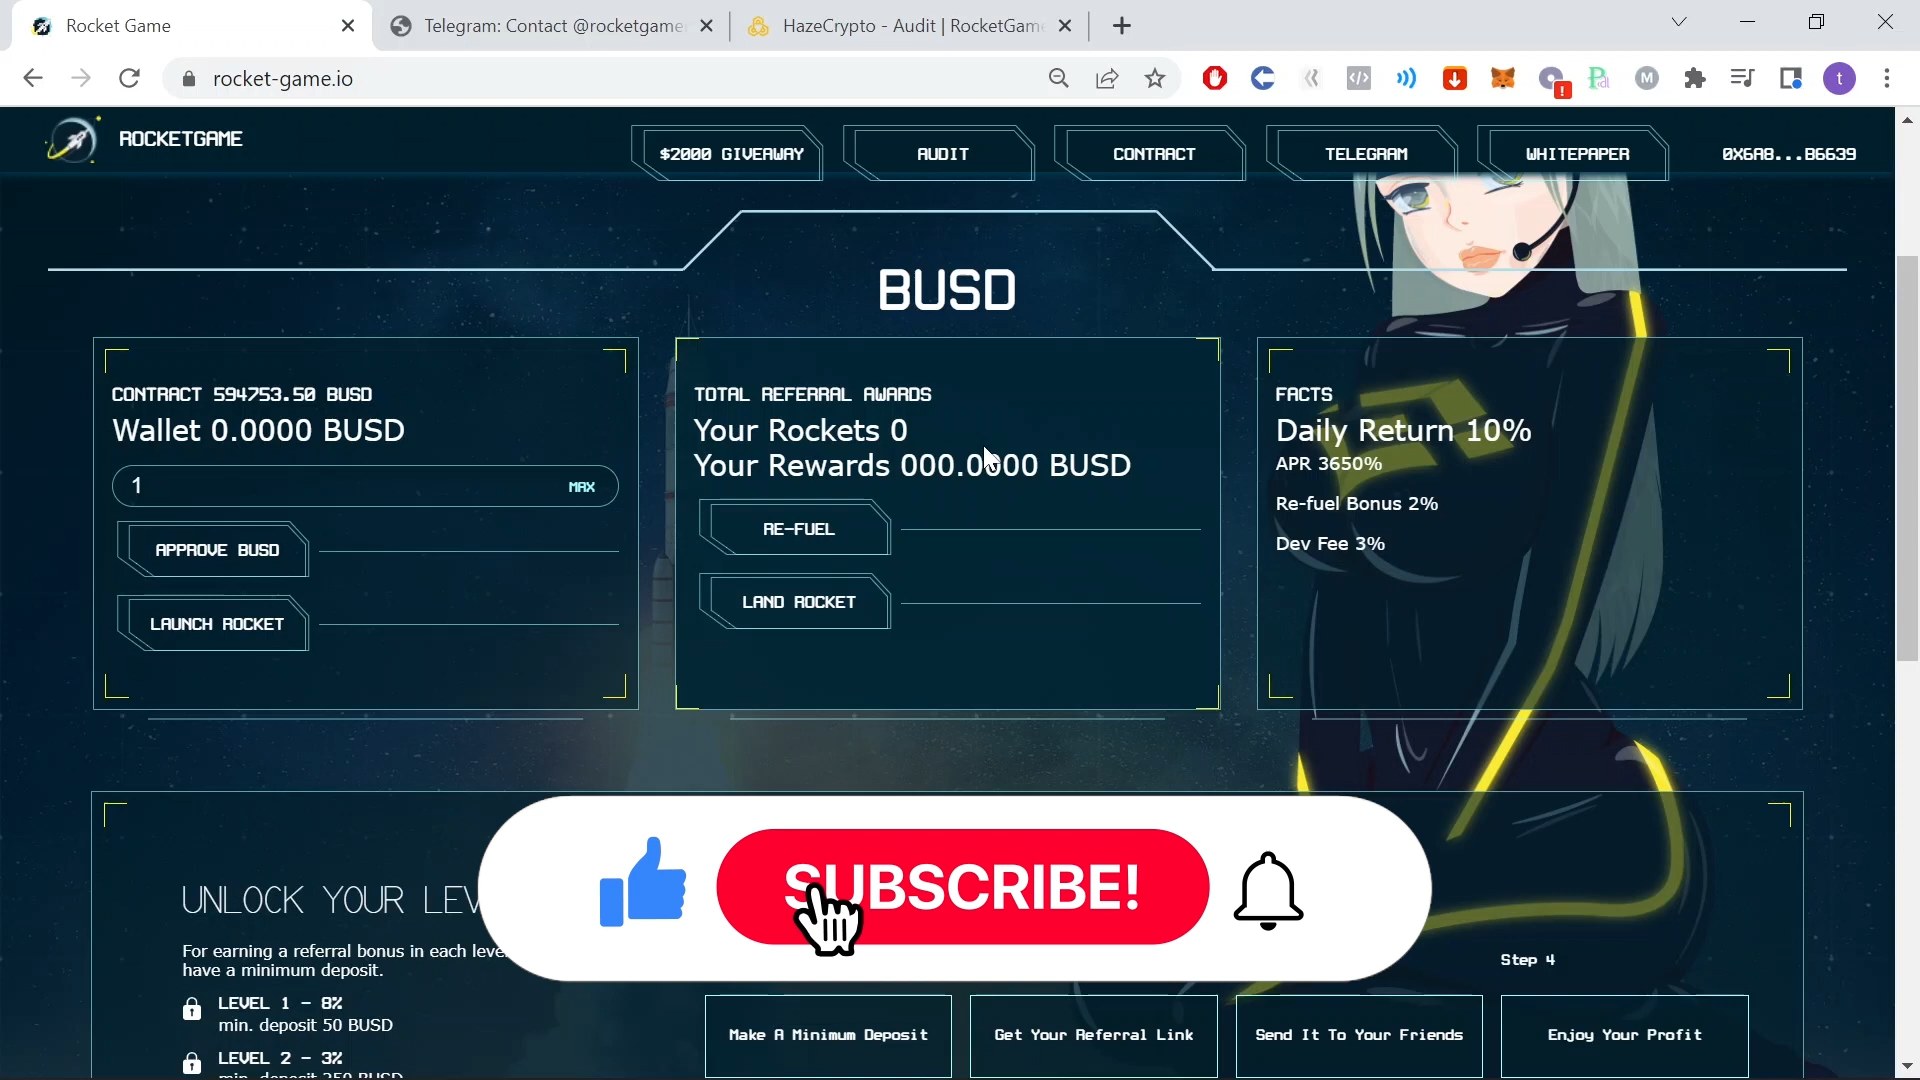 Rocket Game
Telegram: Contact @rocketgame
HazeCrypto - Audit | RocketGam
rocket-game.io
M
t
ROCKETGAME
$2000 GIVEAWAY
AUDIT
CONTRACT
TELEGRAM
WHITEPAPER
0X6A8...B6639
BUSD
CONTRACT 594753.50 BUSD
Wallet 0.0000 BUSD
1
MAX
APPROVE BUSD
LAUNCH ROCKET
TOTAL REFERRAL AWARDS
Your Rockets 0
Your Rewards 000.0000 BUSD
RE-FUEL
LAND ROCKET
FACTS
Daily Return 10%
APR 3650%
Re-fuel Bonus 2%
Dev Fee 3%
UNLOCK YOUR LEV
For earning a referral bonus in each leve
have a minimum deposit.
LEVEL 1 - 8%
min. deposit 50 BUSD
LEVEL 2 - 3%
min. deposit 250 BUSD
SUBSCRIBE!
Step 4
Make A Minimum Deposit
Get Your Referral Link
Send It To Your Friends
Enjoy Your Profit